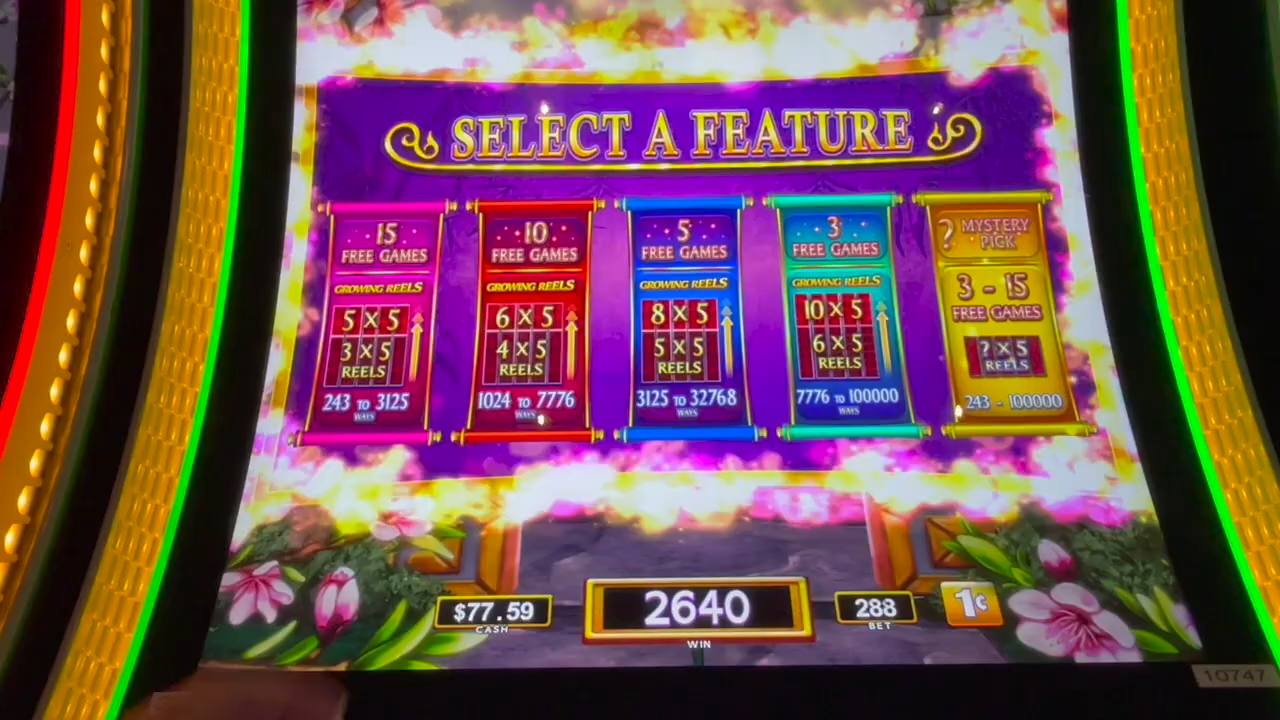 SELECT A FEATURE
15
FREE GAMES
GROWING REELS
5 X 5
3 X 5
REELS
243 TO 3125
WAYS
10
FREE GAMES
GROWING REELS
6 X 5
4 X 5
REELS
1024 TO 7776
WAYS
5
FREE GAMES
GROWING REELS
8 X 5
5 X 5
REELS
3125 TO 32768
WAYS
3
FREE GAMES
GROWING REELS
10 X 5
6 X 5
REELS
7776 TO 100000
WAYS
? MYSTERY
PICK
3 - 15
FREE GAMES
? X 5
REELS
243 - 100000
$77.59
CASH
2640
WIN
288
BET
1¢
10747